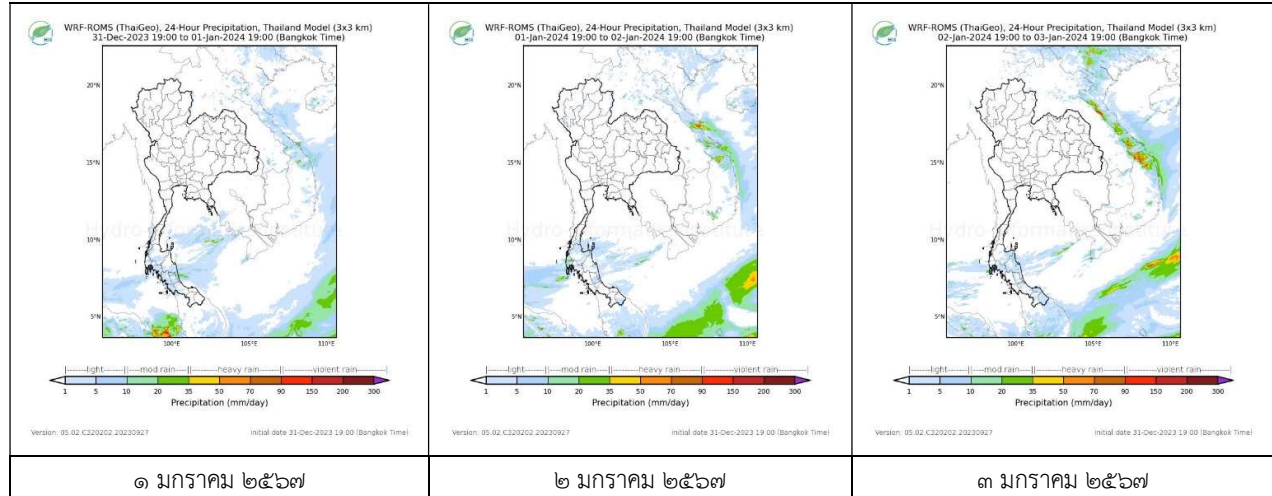 WRF-ROMS (ThaiGeo), 24-Hour Precipitation, Thailand Model (3x3 km)
31-Dec-2023 19:00 to 01-Jan-2024 19:00 (Bangkok Time)
20°N
15°N
10°N
5°N
100°E 105°E 110°E
light mod rain heavy rain violent rain
1 5 10 20 35 50 70 90 150 200 300
Precipitation (mm/day)
Version: 05.02.C320202.20230927 initial date 31-Dec-2023 19:00 (Bangkok Time)
๑ มกราคม ๒๕๖๗
WRF-ROMS (ThaiGeo), 24-Hour Precipitation, Thailand Model (3x3 km)
01-Jan-2024 19:00 to 02-Jan-2024 19:00 (Bangkok Time)
20°N
15°N
10°N
5°N
100°E 105°E 110°E
light mod rain heavy rain violent rain
1 5 10 20 35 50 70 90 150 200 300
Precipitation (mm/day)
Version: 05.02.C320202.20230927 initial date 31-Dec-2023 19:00 (Bangkok Time)
๒ มกราคม ๒๕๖๗
WRF-ROMS (ThaiGeo), 24-Hour Precipitation, Thailand Model (3x3 km)
02-Jan-2024 19:00 to 03-Jan-2024 19:00 (Bangkok Time)
20°N
15°N
10°N
5°N
100°E 105°E 110°E
light mod rain heavy rain violent rain
1 5 10 20 35 50 70 90 150 200 300
Precipitation (mm/day)
Version: 05.02.C320202.20230927 initial date 31-Dec-2023 19:00 (Bangkok Time)
๓ มกราคม ๒๕๖๗